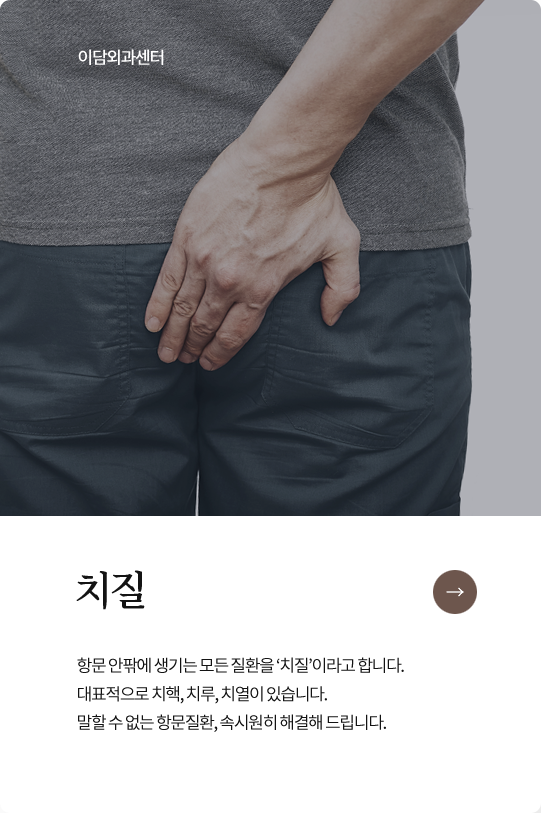 이담외과센터
치질
항문 안팎에 생기는 모든 질환을 ‘치질’이라고 합니다.
대표적으로 치핵, 치루, 치열이 있습니다.
말할 수 없는 항문질환, 속시원히 해결해 드립니다.